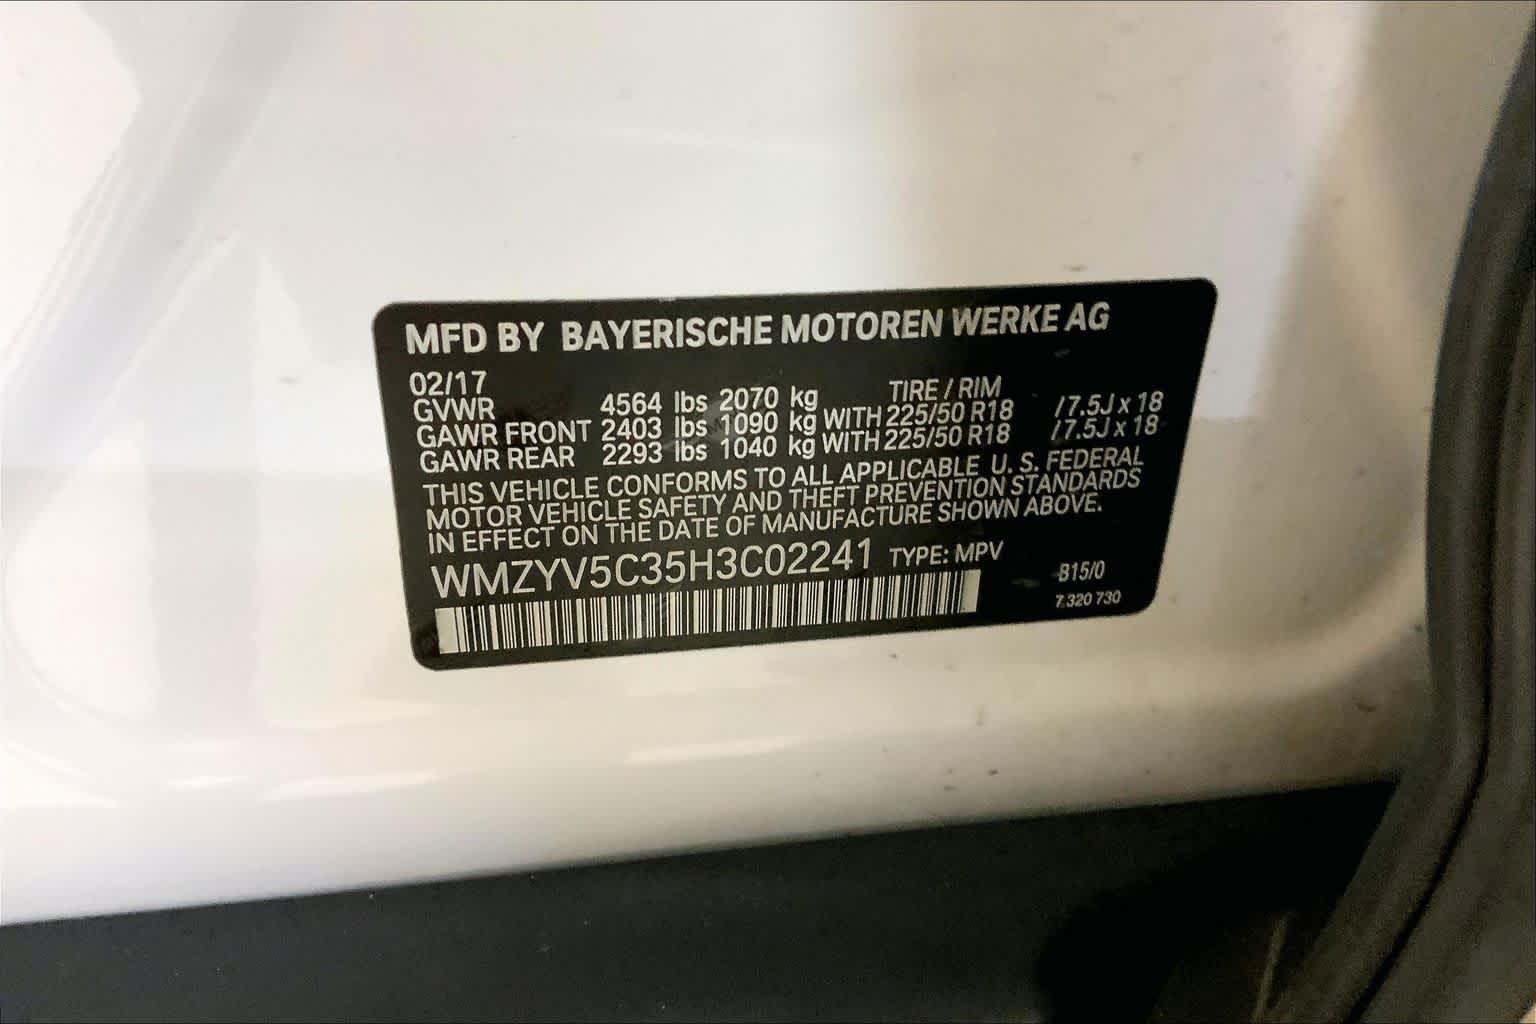 MFD BY BAYERISCHE MOTOREN WERKE AG
02/17 TIRE / RIM
GVWR 4564 lbs 2070 kg
GAWR FRONT 2403 lbs 1090 kg WITH 225/50 R18 /7.5J x 18
GAWR REAR 2293 lbs 1040 kg WITH 225/50 R18 /7.5J x 18
THIS VEHICLE CONFORMS TO ALL APPLICABLE U. S. FEDERAL
MOTOR VEHICLE SAFETY AND THEFT PREVENTION STANDARDS
IN EFFECT ON THE DATE OF MANUFACTURE SHOWN ABOVE.
WMZYV5C35H3C02241 TYPE: MPV
B15/0
7.320 730